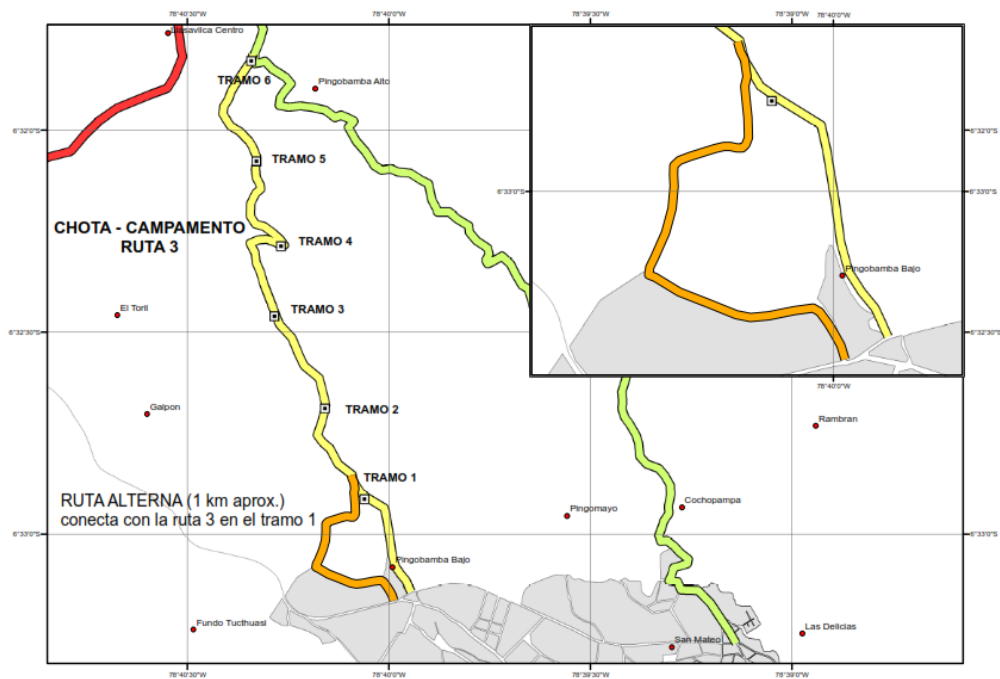 78°40'30"W
78°40'0"W
78°39'30"W
78°39'0"W
78°40'0"W
Pingobamba Alto
TRAMO 6
6°32'0"S
6°32'0"S
TRAMO 5
6°33'0"S
CHOTA - CAMPAMENTO
RUTA 3
TRAMO 4
Pingobamba Bajo
El Toril
TRAMO 3
6°32'30"S
6°32'30"S
78°40'0"W
Galpon
TRAMO 2
Rambran
TRAMO 1
RUTA ALTERNA (1 km aprox.)
conecta con la ruta 3 en el tramo 1
Pingomayo
Cochopampa
6°33'0"S
6°33'0"S
Pingobamba Bajo
Fundo Tucthuasi
San Mateo
Las Delicias
78°40'30"W
78°40'0"W
78°39'30"W
78°39'0"W